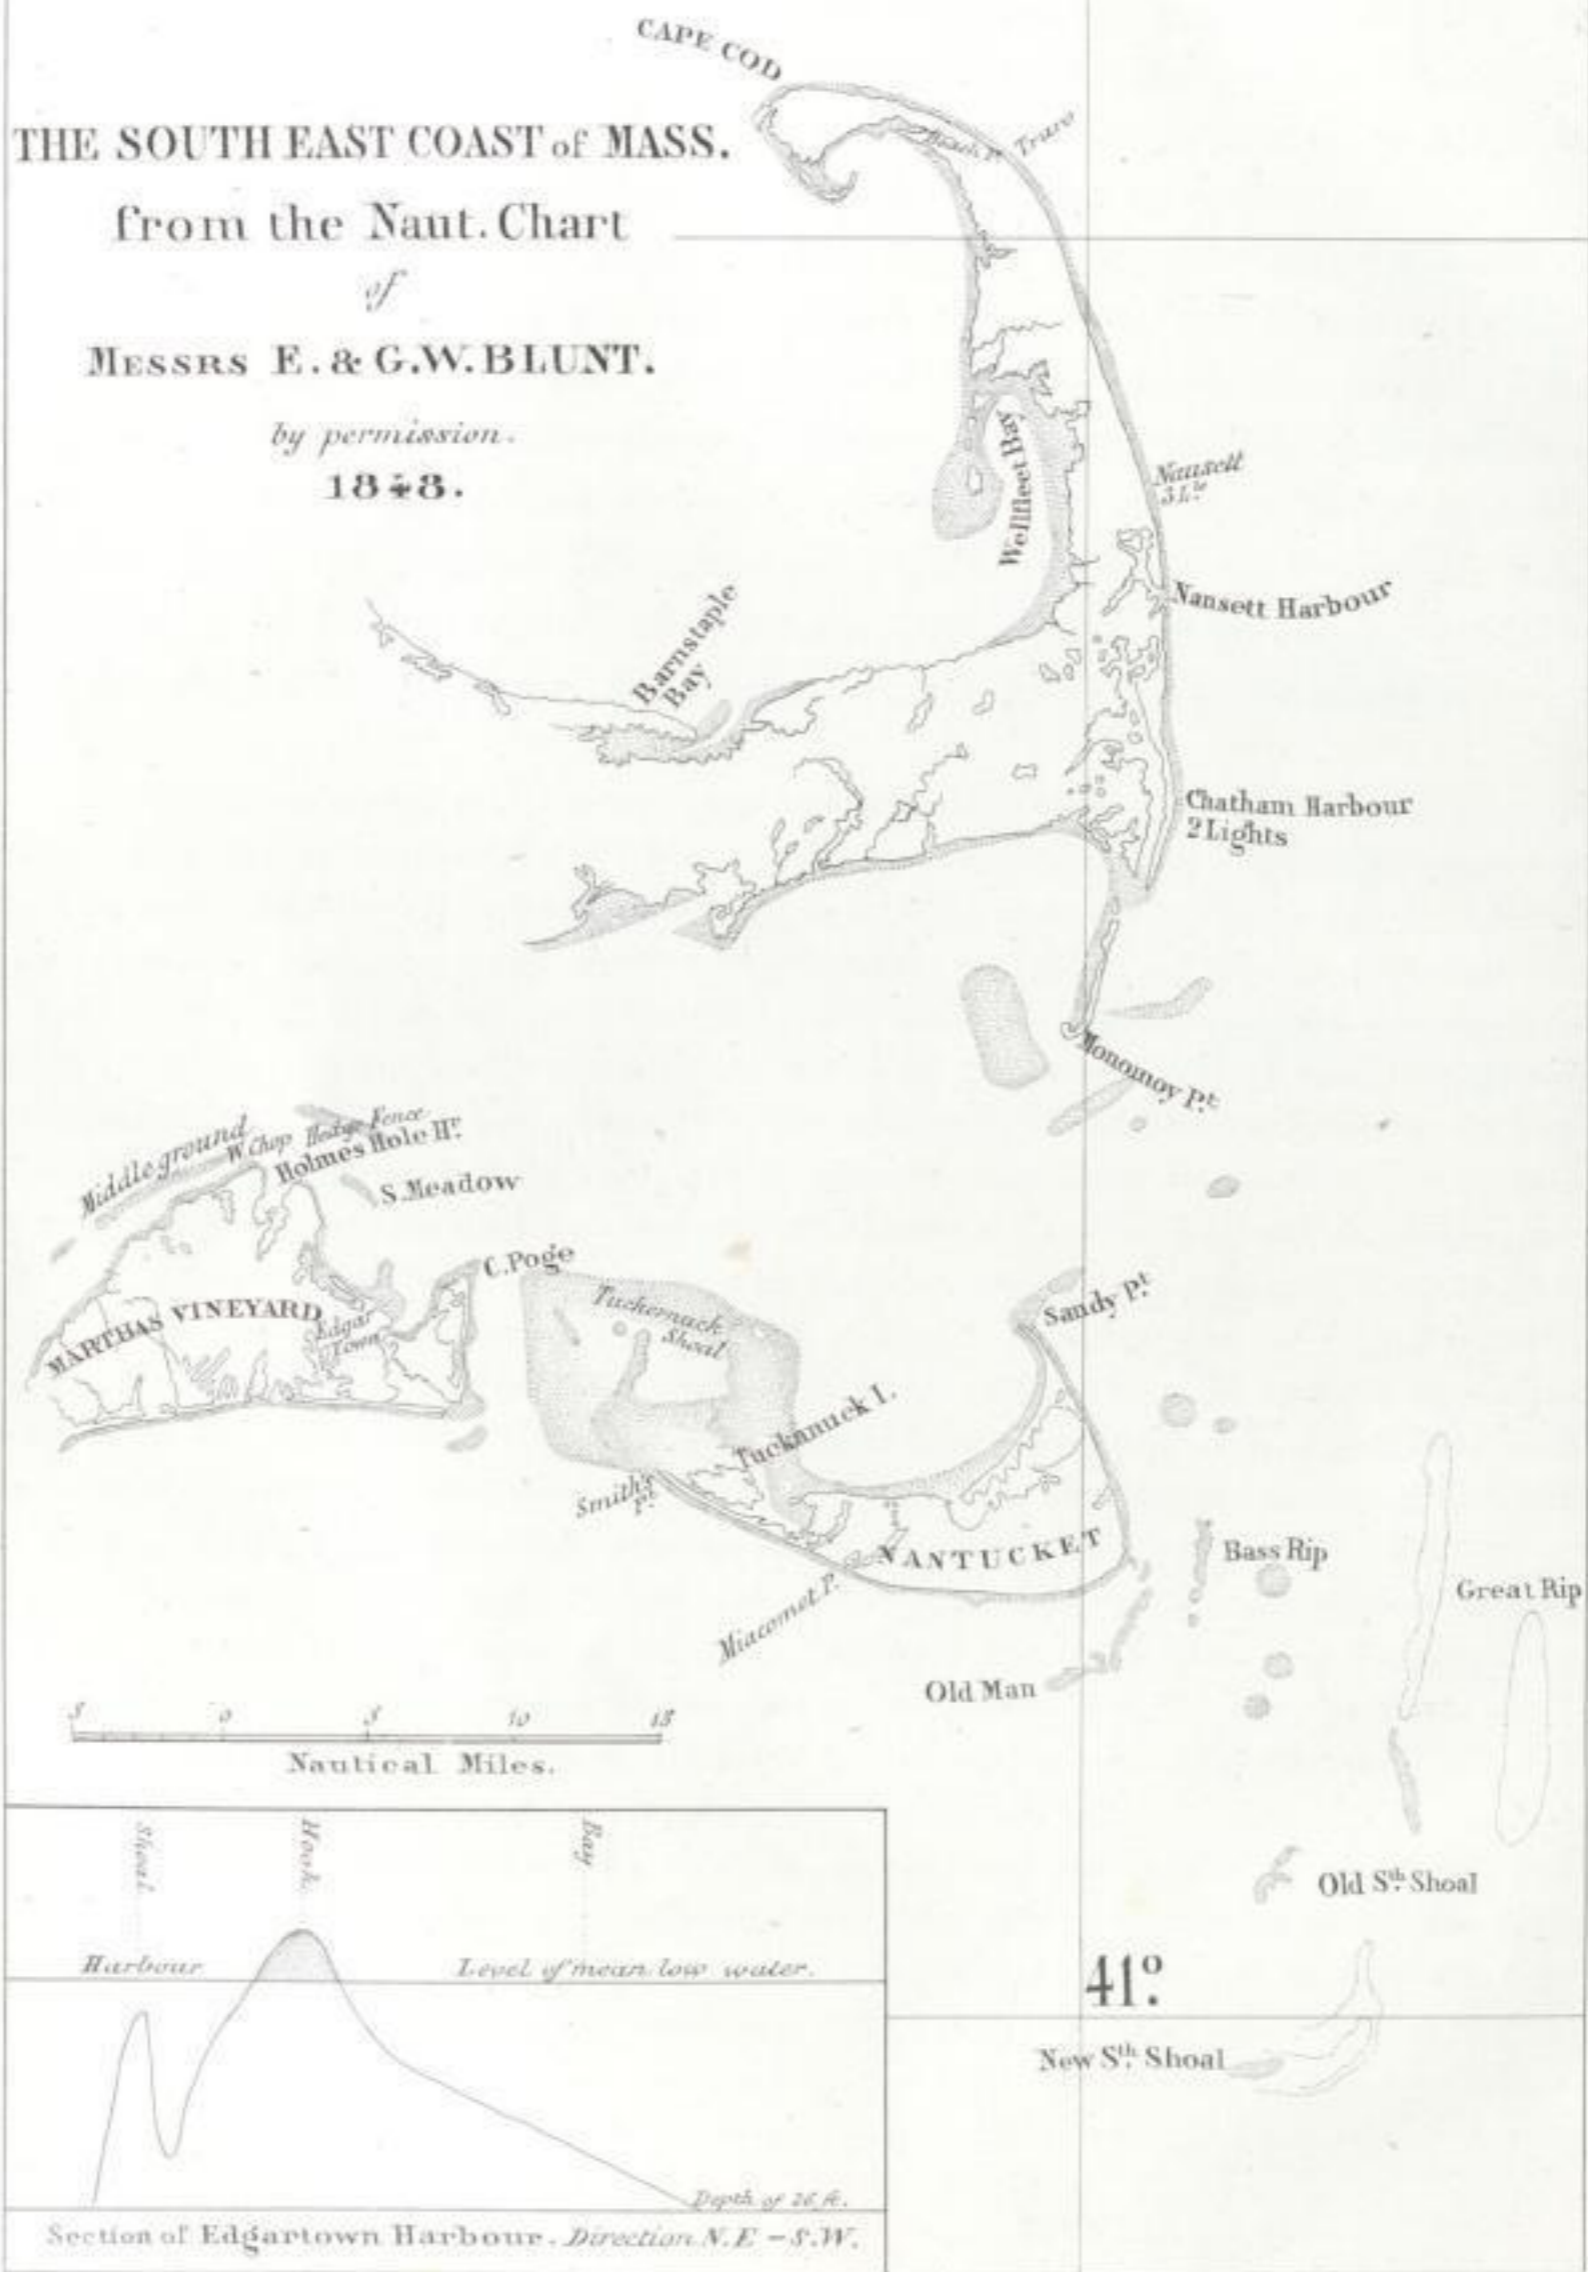 CAPE COD
THE SOUTH EAST COAST of MASS.
from the Naut. Chart
of
MESSRS E. & G.W. BLUNT.
by permission.
1848.
Truro
Wellfleet Bay
Nausett
3 L.ts
Nansett Harbour
Barnstaple
Bay
Chatham Harbour
2 Lights
Monomoy P.t
Middleground
W. Chop
Hedge Fence
Holmes Hole H.r
S. Meadow
C. Poge
MARTHAS VINEYARD
Edgar
Town
Tuckernuck
Shoal
Sandy P.t
Tucknuck I.
Smith's
P.t
NANTUCKET
Miacomet P.
Bass Rip
Great Rip
Old Man
5 0 5 10 15
Nautical Miles.
Old S.th Shoal
41°.
New S.th Shoal
Shoal
Hook
Bay
Harbour
Level of mean low water.
Depth of 26 ft.
Section of Edgartown Harbour. Direction N.E – S.W.